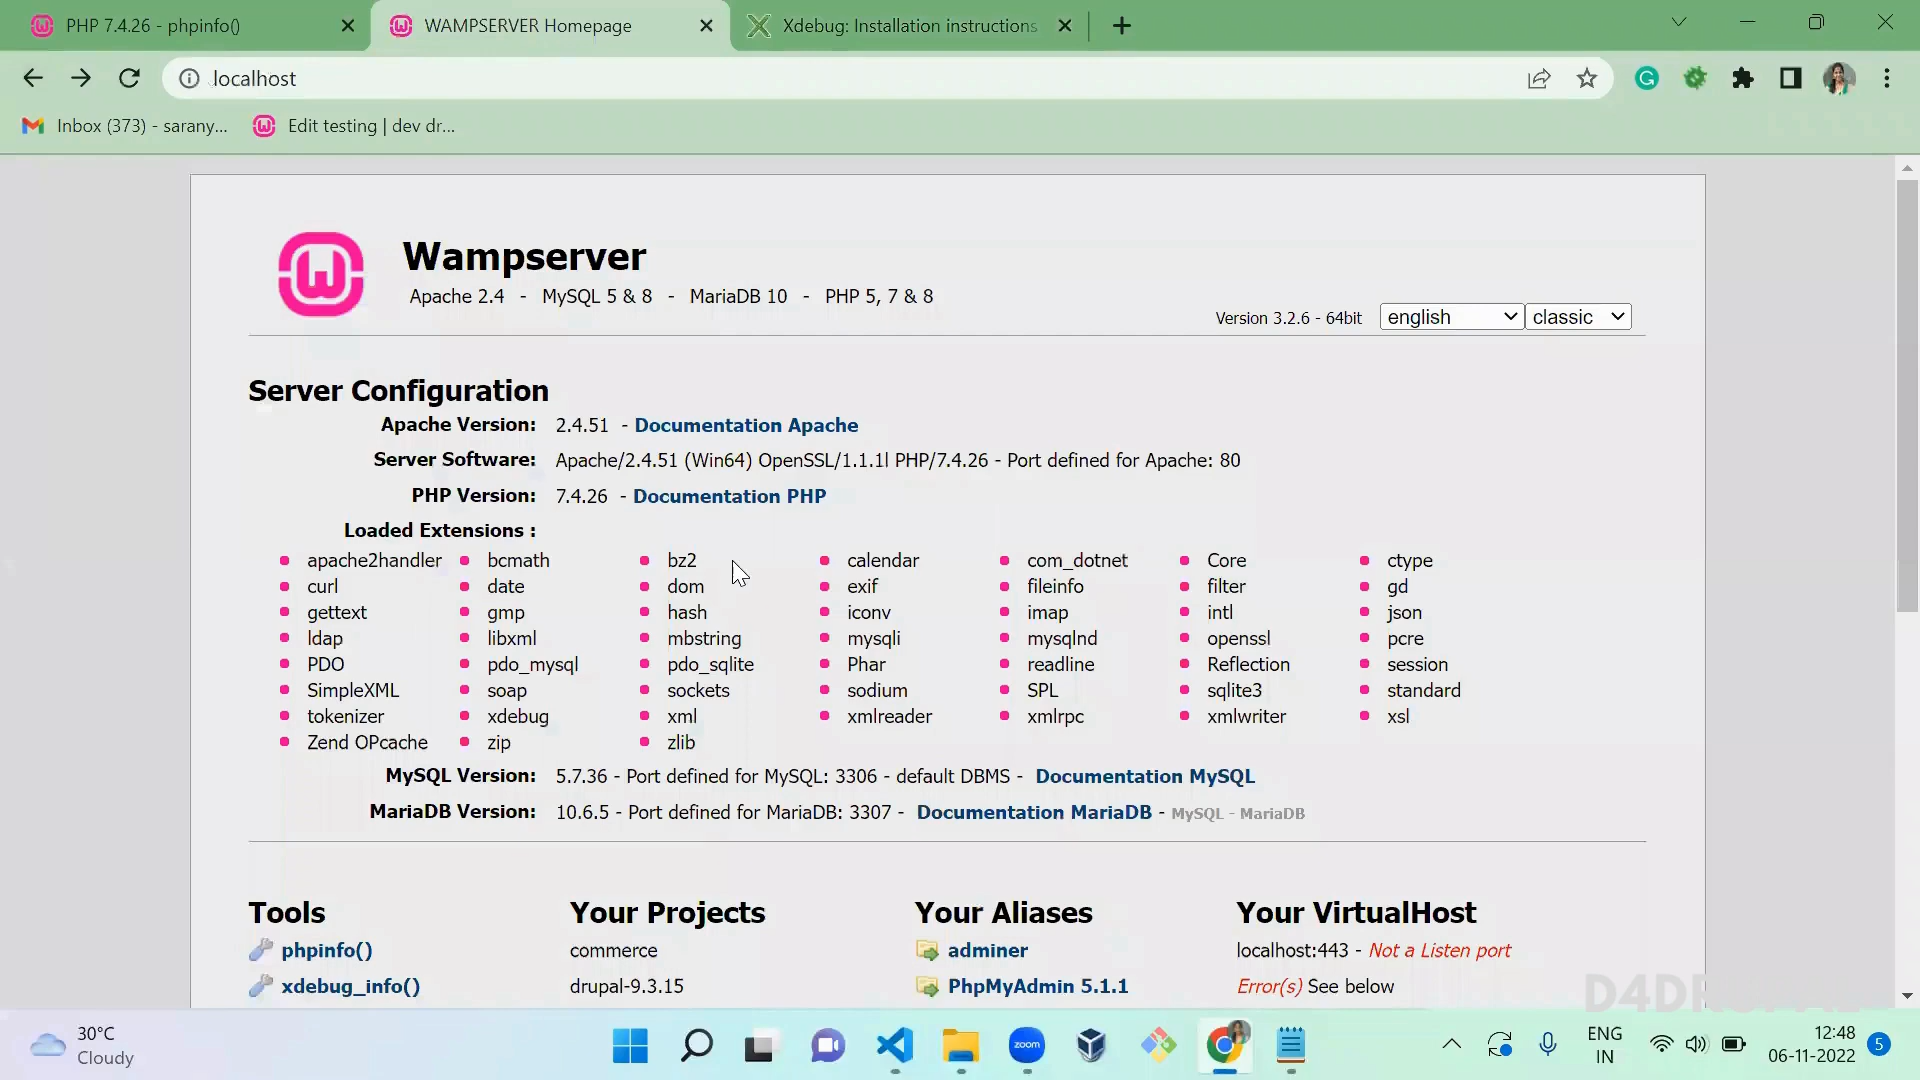 PHP 7.4.26 - phpinfo()
WAMPSERVER Homepage
Xdebug: Installation instructions
localhost
Inbox (373) - sarany...
Edit testing | dev dr...
Wampserver
Apache 2.4 - MySQL 5 & 8 - MariaDB 10 - PHP 5, 7 & 8
Version 3.2.6 - 64bit english classic
Server Configuration
Apache Version: 2.4.51 - Documentation Apache
Server Software: Apache/2.4.51 (Win64) OpenSSL/1.1.1l PHP/7.4.26 - Port defined for Apache: 80
PHP Version: 7.4.26 - Documentation PHP
Loaded Extensions :
apache2handler bcmath bz2 calendar com_dotnet Core ctype
curl date dom exif fileinfo filter gd
gettext gmp hash iconv imap intl json
ldap libxml mbstring mysqli mysqlnd openssl pcre
PDO pdo_mysql pdo_sqlite Phar readline Reflection session
SimpleXML soap sockets sodium SPL sqlite3 standard
tokenizer xdebug xml xmlreader xmlrpc xmlwriter xsl
Zend OPcache zip zlib
MySQL Version: 5.7.36 - Port defined for MySQL: 3306 - default DBMS - Documentation MySQL
MariaDB Version: 10.6.5 - Port defined for MariaDB: 3307 - Documentation MariaDB - MySQL - MariaDB
Tools Your Projects Your Aliases Your VirtualHost
phpinfo() commerce adminer localhost:443 - Not a Listen port
xdebug_info() drupal-9.3.15 PhpMyAdmin 5.1.1 Error(s) See below
30°C
Cloudy
zoom
ENG
IN
12:48
06-11-2022
5